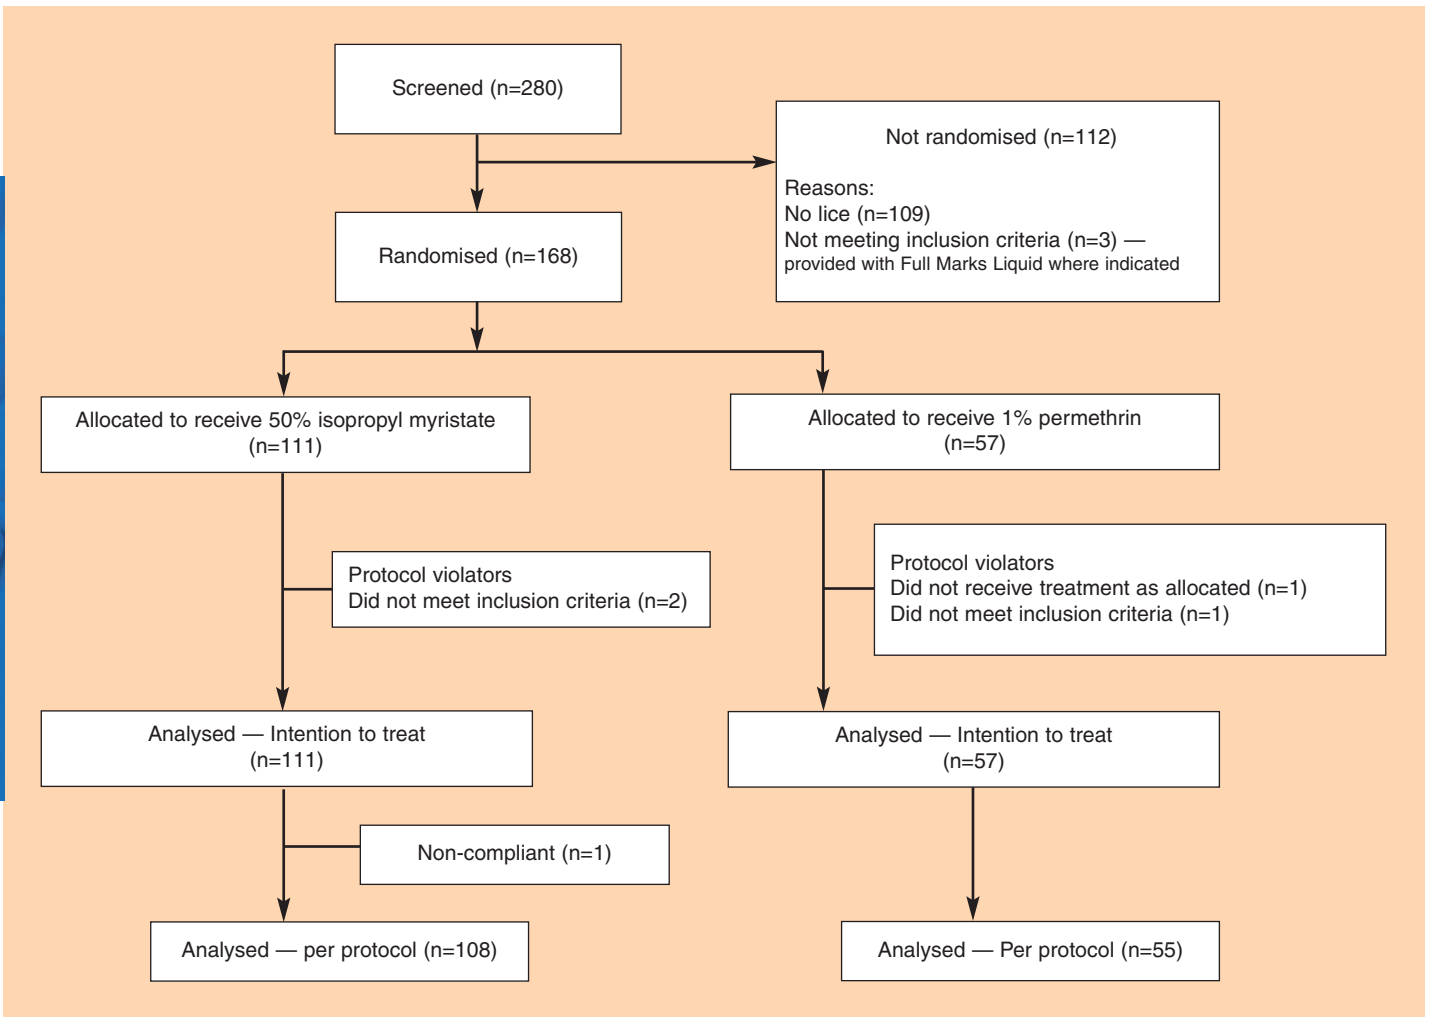 Screened (n=280)
Not randomised (n=112)
Reasons:
No lice (n=109)
Not meeting inclusion criteria (n=3) —
provided with Full Marks Liquid where indicated
Randomised (n=168)
Allocated to receive 50% isopropyl myristate
(n=111)
Allocated to receive 1% permethrin
(n=57)
Protocol violators
Did not meet inclusion criteria (n=2)
Protocol violators
Did not receive treatment as allocated (n=1)
Did not meet inclusion criteria (n=1)
Analysed — Intention to treat
(n=111)
Analysed — Intention to treat
(n=57)
Non-compliant (n=1)
Analysed — per protocol (n=108)
Analysed — Per protocol (n=55)